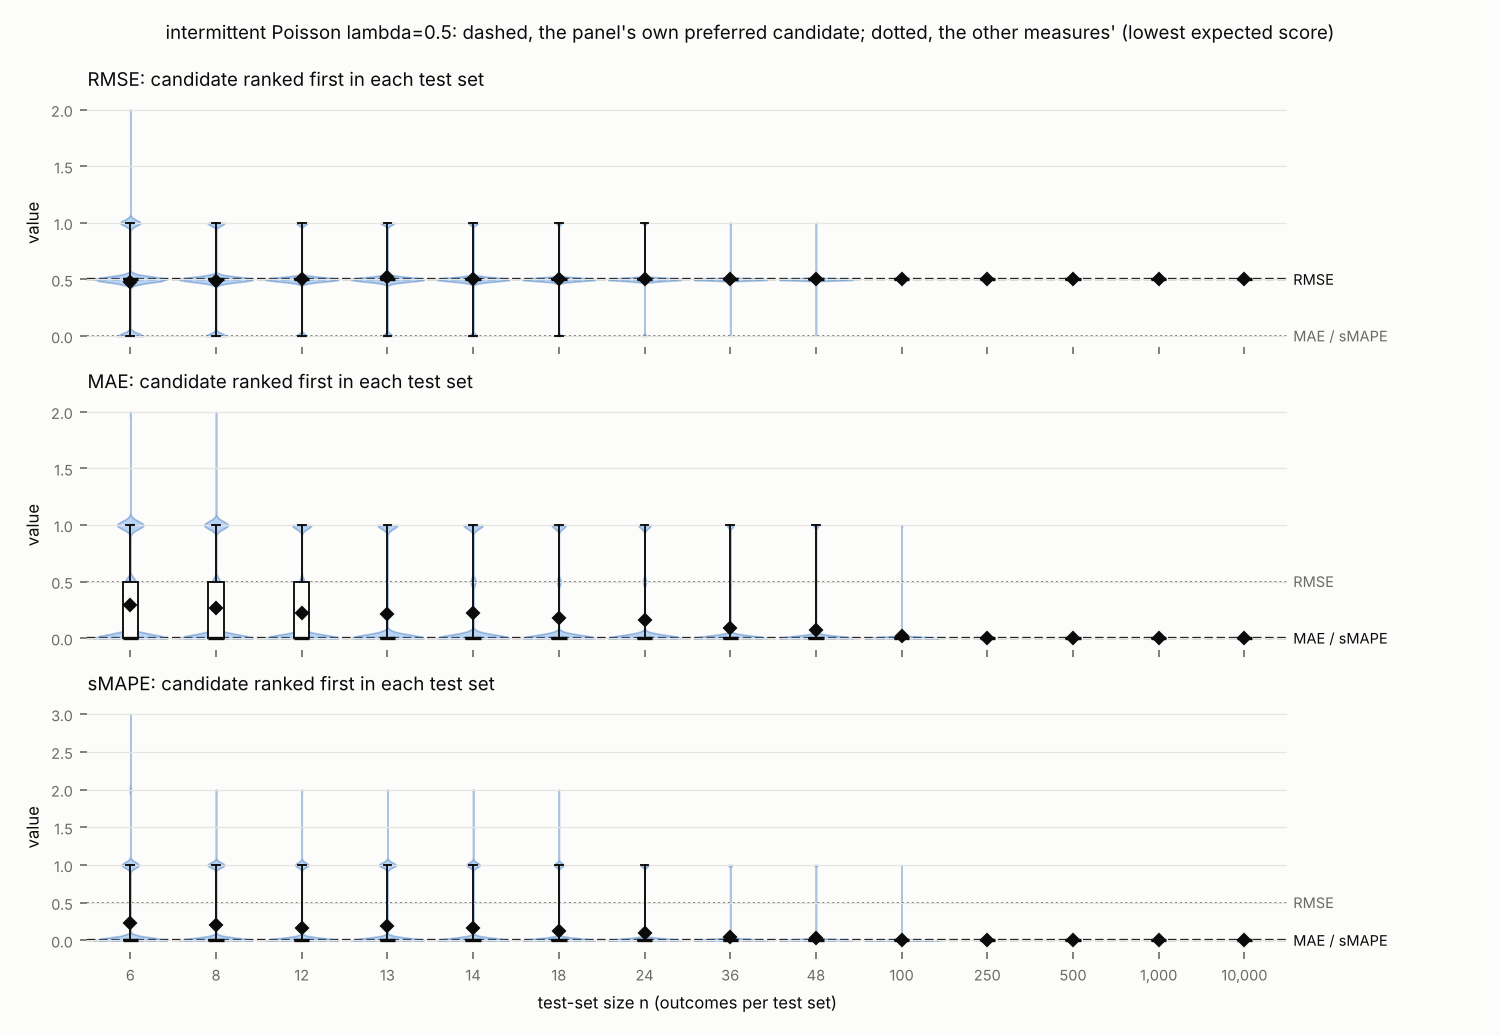 intermittent Poisson lambda=0.5: dashed, the panel's own preferred candidate; dotted, the other measures' (lowest expected score)
RMSE: candidate ranked first in each test set
2.0
1.5
1.0
0.5
0.0
value
RMSE
MAE / sMAPE
MAE: candidate ranked first in each test set
2.0
1.5
1.0
0.5
0.0
value
RMSE
MAE / sMAPE
sMAPE: candidate ranked first in each test set
3.0
2.5
2.0
1.5
1.0
0.5
0.0
value
RMSE
MAE / sMAPE
6 8 12 13 14 18 24 36 48 100 250 500 1,000 10,000
test-set size n (outcomes per test set)